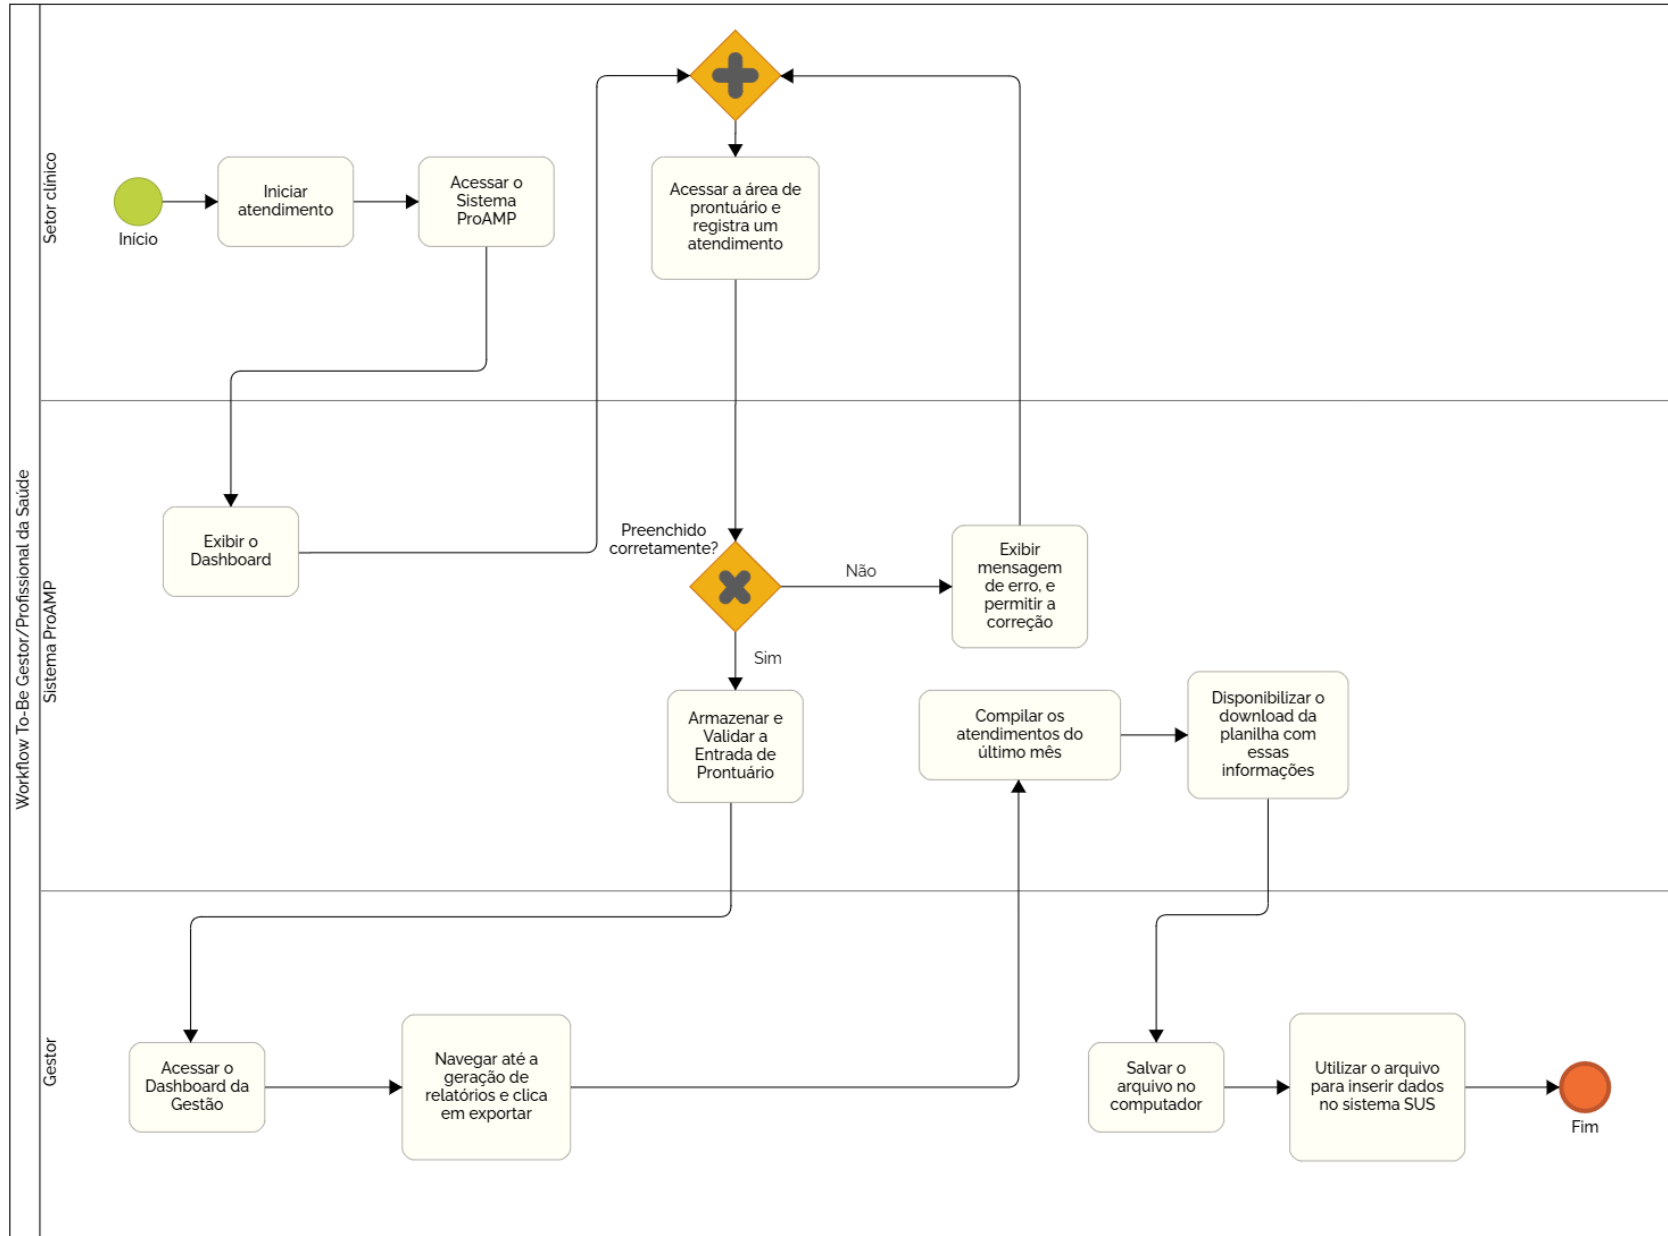 Workflow To-Be Gestor/Profissional da Saúde
Setor clínico
Início
Iniciar
atendimento
Acessar o
Sistema
ProAMP
Acessar a área de
prontuário e
registra um
atendimento
Sistema ProAMP
Exibir o
Dashboard
Preenchido
corretamente?
Não
Exibir
mensagem
de erro, e
permitir a
correção
Sim
Armazenar e
Validar a
Entrada de
Prontuário
Compilar os
atendimentos do
último mês
Disponibilizar o
download da
planilha com
essas
informações
Gestor
Acessar o
Dashboard da
Gestão
Navegar até a
geração de
relatórios e clica
em exportar
Salvar o
arquivo no
computador
Utilizar o arquivo
para inserir dados
no sistema SUS
Fim